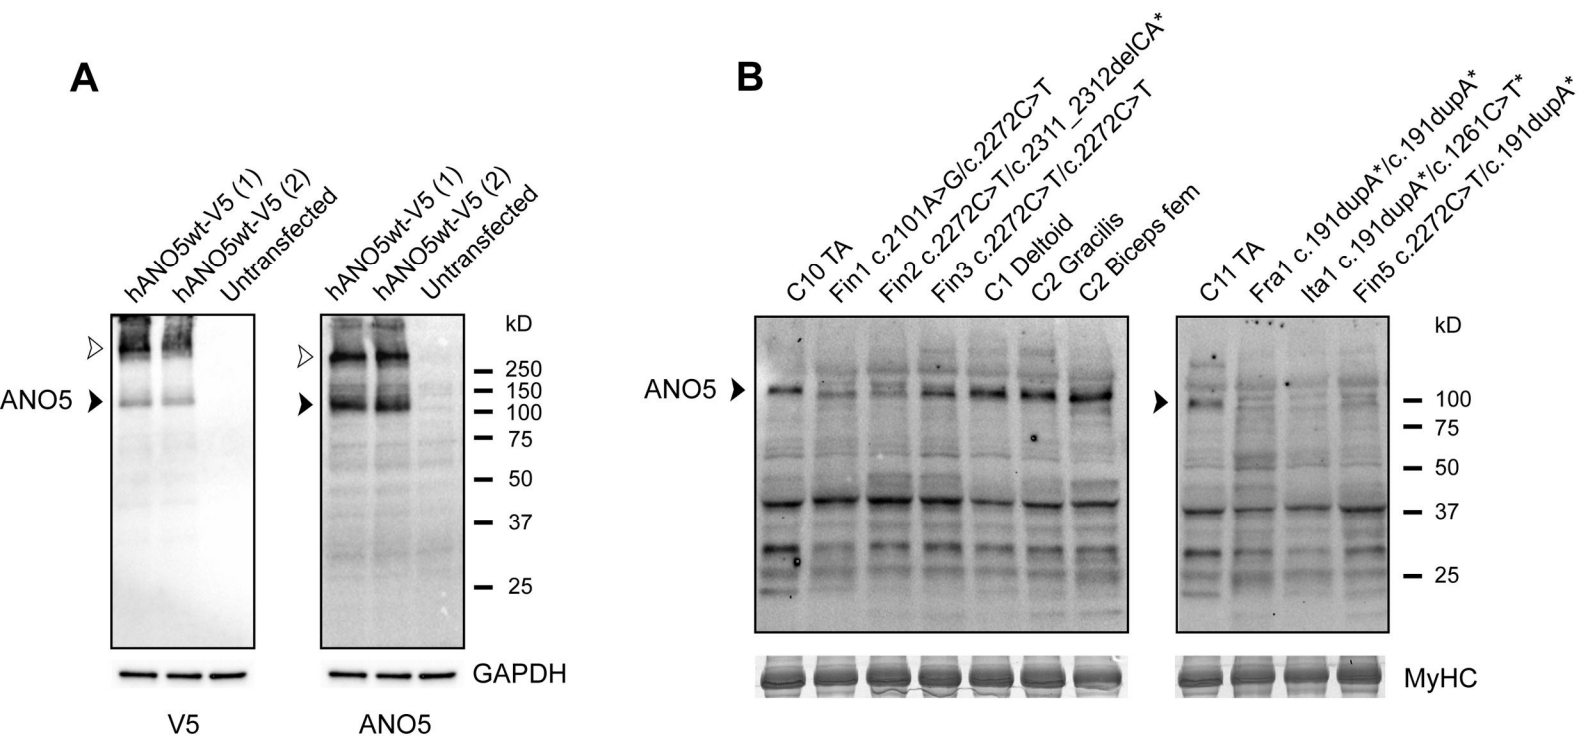 A
hANO5wt-V5 (1)
hANO5wt-V5 (2)
Untransfected
hANO5wt-V5 (1)
hANO5wt-V5 (2)
Untransfected
ANO5
kD
250
150
100
75
50
37
25
GAPDH
V5
ANO5
B
C10 TA
Fin1 c.2101A>G/c.2272C>T
Fin2 c.2272C>T/c.2311_2312delCA*
Fin3 c.2272C>T/c.2272C>T
C1 Deltoid
C2 Gracilis
C2 Biceps fem
C11 TA
Fra1 c.191dupA*/c.191dupA*
Ita1 c.191dupA*/c.1261C>T*
Fin5 c.2272C>T/c.191dupA*
ANO5
kD
100
75
50
37
25
MyHC